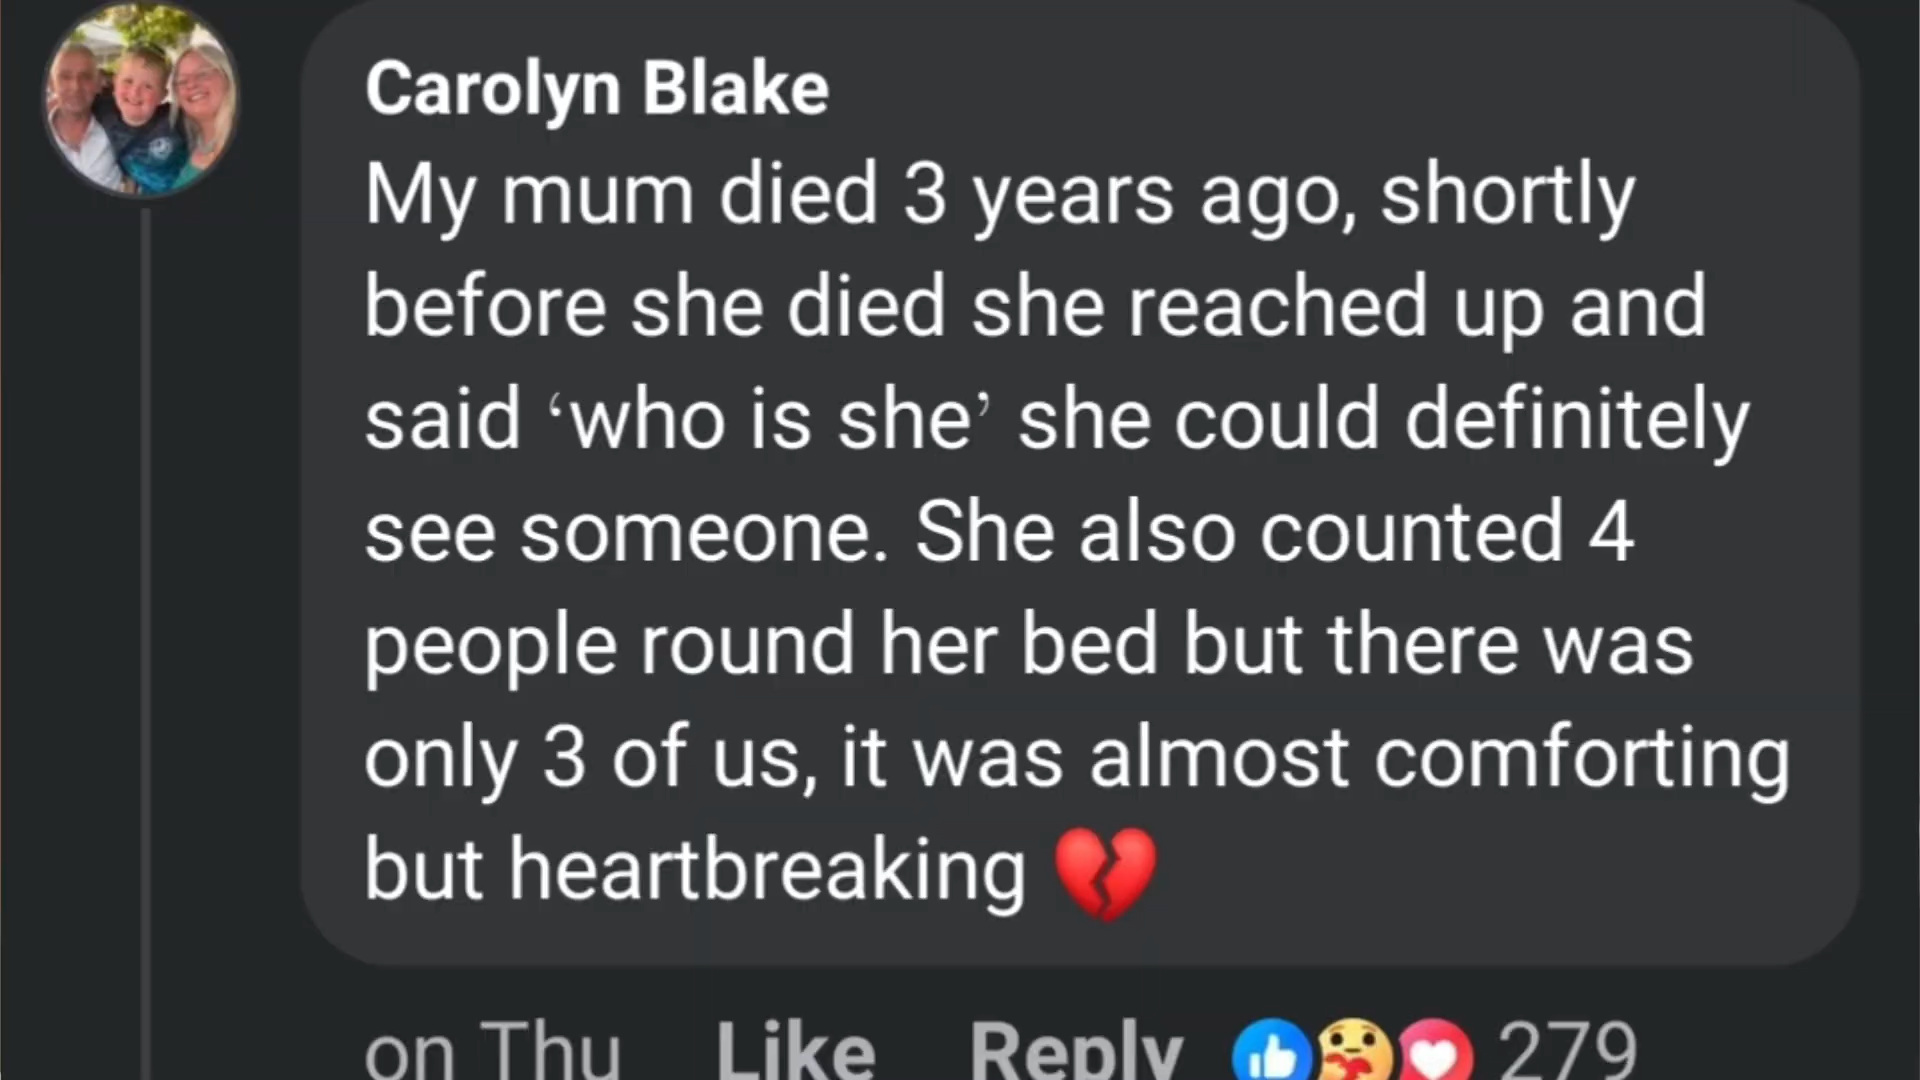 Carolyn Blake
My mum died 3 years ago, shortly
before she died she reached up and
said ‘who is she’ she could definitely
see someone. She also counted 4
people round her bed but there was
only 3 of us, it was almost comforting
but heartbreaking 💔
on Thu Like Reply 279